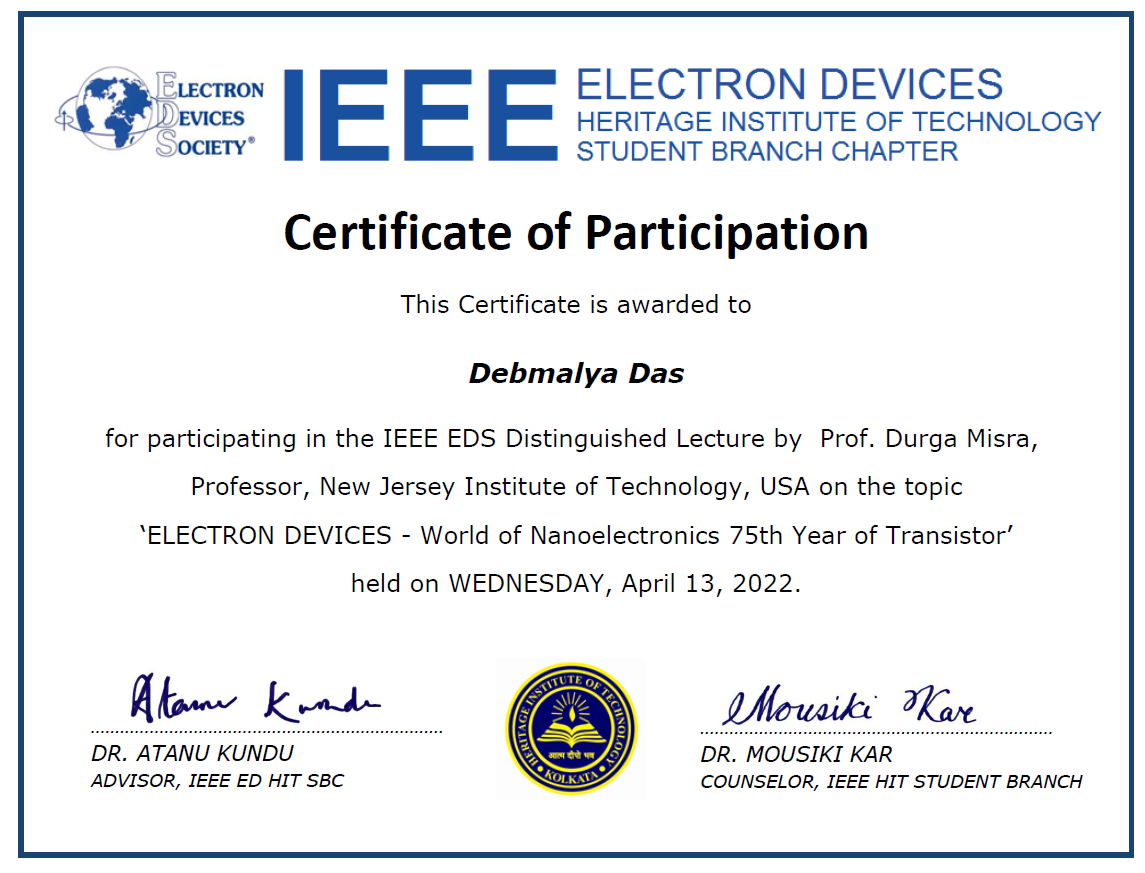 ELECTRON
DEVICES
SOCIETY®
IEEE
ELECTRON DEVICES
HERITAGE INSTITUTE OF TECHNOLOGY
STUDENT BRANCH CHAPTER
Certificate of Participation
This Certificate is awarded to
Debmalya Das
for participating in the IEEE EDS Distinguished Lecture by Prof. Durga Misra,
Professor, New Jersey Institute of Technology, USA on the topic
‘ELECTRON DEVICES - World of Nanoelectronics 75th Year of Transistor’
held on WEDNESDAY, April 13, 2022.
Atanu Kundu
DR. ATANU KUNDU
ADVISOR, IEEE ED HIT SBC
HERITAGE INSTITUTE OF TECHNOLOGY
आत्म दीपो भव
KOLKATA
Mousiki Kar
DR. MOUSIKI KAR
COUNSELOR, IEEE HIT STUDENT BRANCH